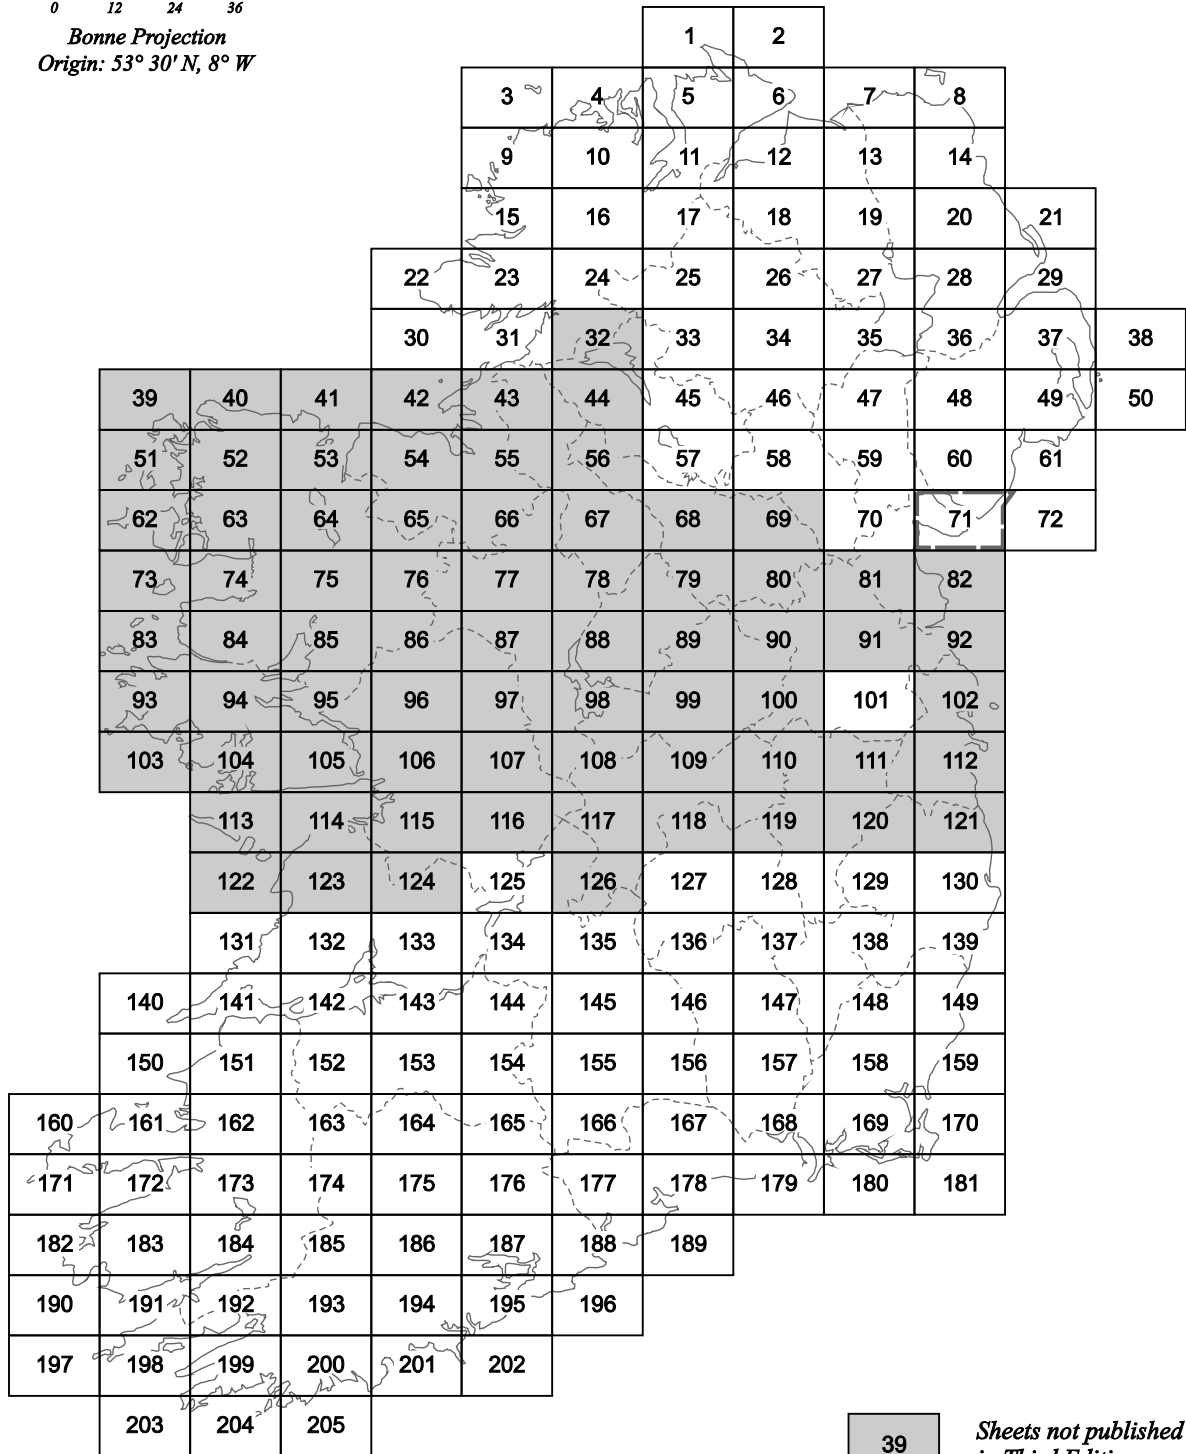 0 12 24 36
Bonne Projection
Origin: 53° 30' N, 8° W
1 2
3 4 5 6 7 8
9 10 11 12 13 14
15 16 17 18 19 20 21
22 23 24 25 26 27 28 29
30 31 32 33 34 35 36 37 38
39 40 41 42 43 44 45 46 47 48 49 50
51 52 53 54 55 56 57 58 59 60 61
62 63 64 65 66 67 68 69 70 71 72
73 74 75 76 77 78 79 80 81 82
83 84 85 86 87 88 89 90 91 92
93 94 95 96 97 98 99 100 101 102
103 104 105 106 107 108 109 110 111 112
113 114 115 116 117 118 119 120 121
122 123 124 125 126 127 128 129 130
131 132 133 134 135 136 137 138 139
140 141 142 143 144 145 146 147 148 149
150 151 152 153 154 155 156 157 158 159
160 161 162 163 164 165 166 167 168 169 170
171 172 173 174 175 176 177 178 179 180 181
182 183 184 185 186 187 188 189
190 191 192 193 194 195 196
197 198 199 200 201 202
203 204 205
39 Sheets not published
in Third Edition